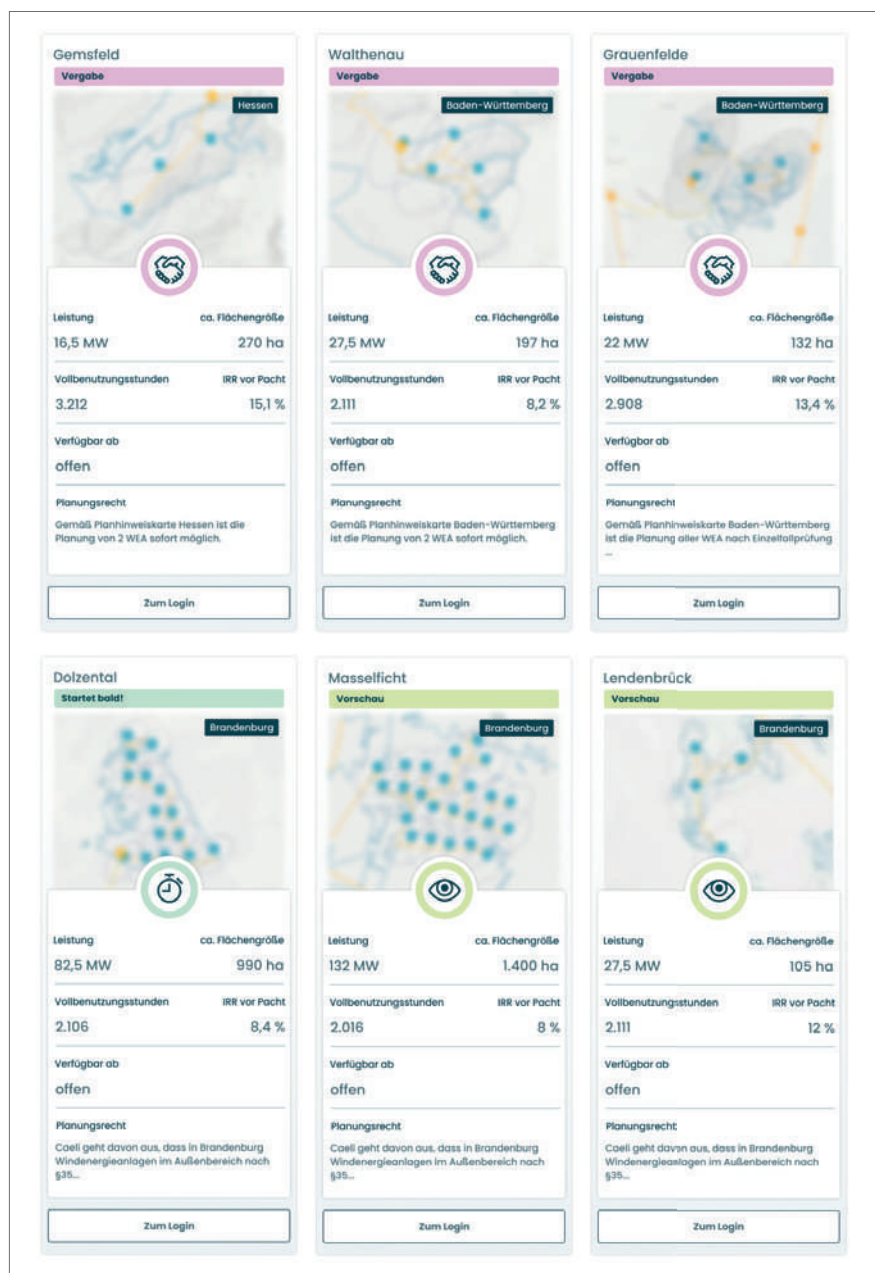 Gemsfeld
Vergabe
Hessen
Leistung ca. Flächengröße
16,5 MW 270 ha
Vollbenutzungsstunden IRR vor Pacht
3.212 15,1 %
Verfügbar ab
offen
Planungsrecht
Gemäß Planhinweiskarte Hessen ist die
Planung von 2 WEA sofort möglich.
Zum Login
Walthenau
Vergabe
Baden-Württemberg
Leistung ca. Flächengröße
27,5 MW 197 ha
Vollbenutzungsstunden IRR vor Pacht
2.111 8,2 %
Verfügbar ab
offen
Planungsrecht
Gemäß Planhinweiskarte Baden-Württemberg
ist die Planung von 2 WEA sofort möglich.
Zum Login
Grauenfelde
Vergabe
Baden-Württemberg
Leistung ca. Flächengröße
22 MW 132 ha
Vollbenutzungsstunden IRR vor Pacht
2.908 13,4 %
Verfügbar ab
offen
Planungsrecht
Gemäß Planhinweiskarte Baden-Württemberg
ist die Planung aller WEA nach Einzelfallprüfung
...
Zum Login
Dolzental
Startet bald!
Brandenburg
Leistung ca. Flächengröße
82,5 MW 990 ha
Vollbenutzungsstunden IRR vor Pacht
2.106 8,4 %
Verfügbar ab
offen
Planungsrecht
Caeli geht davon aus, dass in Brandenburg
Windenergieanlagen im Außenbereich nach
§35...
Zum Login
Masselficht
Vorschau
Brandenburg
Leistung ca. Flächengröße
132 MW 1.400 ha
Vollbenutzungsstunden IRR vor Pacht
2.016 8 %
Verfügbar ab
offen
Planungsrecht
Caeli geht davon aus, dass in Brandenburg
Windenergieanlagen im Außenbereich nach
§35...
Zum Login
Lendenbrück
Vorschau
Brandenburg
Leistung ca. Flächengröße
27,5 MW 105 ha
Vollbenutzungsstunden IRR vor Pacht
2.111 12 %
Verfügbar ab
offen
Planungsrecht
Caeli geht davon aus, dass in Brandenburg
Windenergieanlagen im Außenbereich nach
§35...
Zum Login